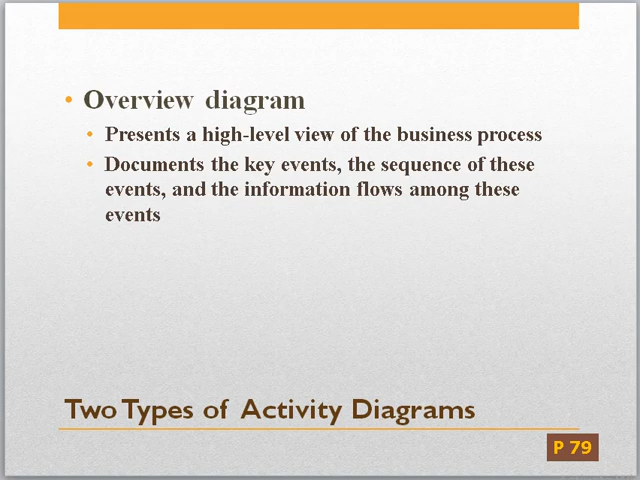 • Overview diagram
• Presents a high-level view of the business process
• Documents the key events, the sequence of these
events, and the information flows among these
events
Two Types of Activity Diagrams
P 79